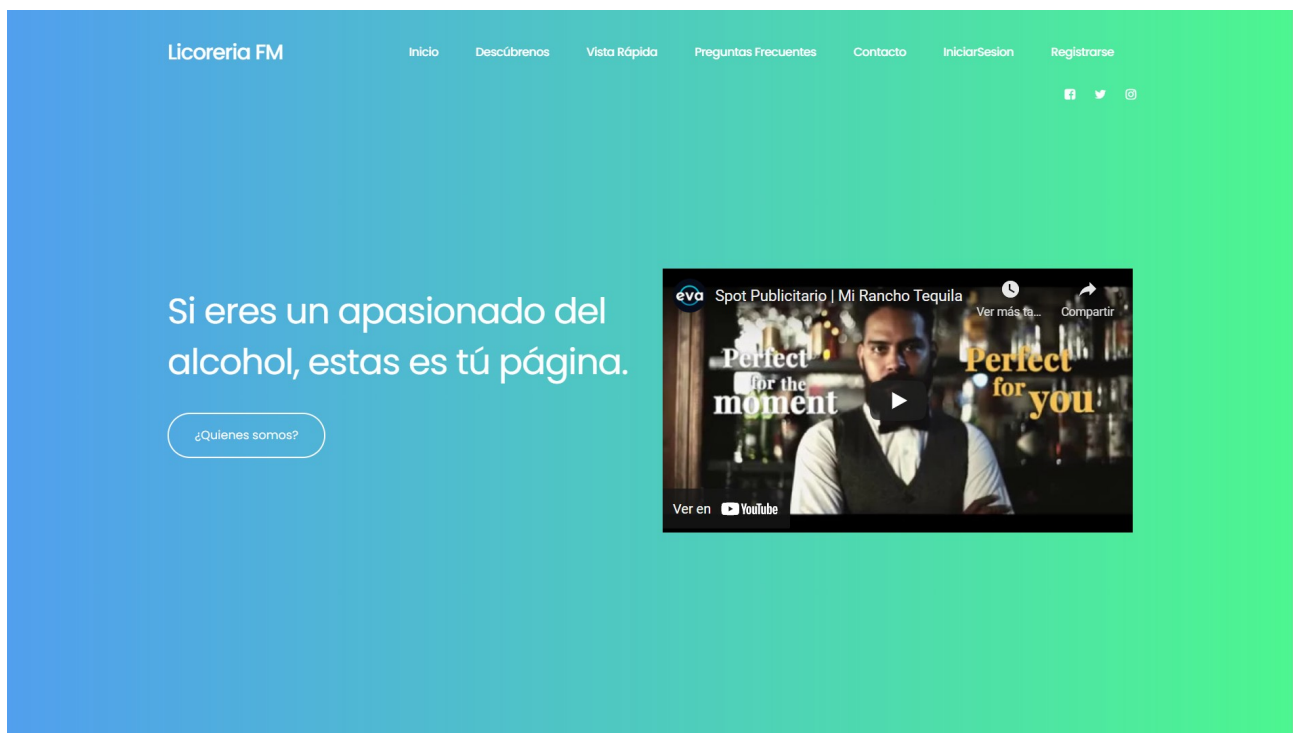 Licoreria FM
Inicio Descúbrenos Vista Rápida Preguntas Frecuentes Contacto IniciarSesion Registrarse
Si eres un apasionado del
alcohol, estas es tú página.
¿Quienes somos?
eva Spot Publicitario | Mi Rancho Tequila
Ver más ta... Compartir
Perfect
for the
moment
Perfect
for
you
Ver en YouTube